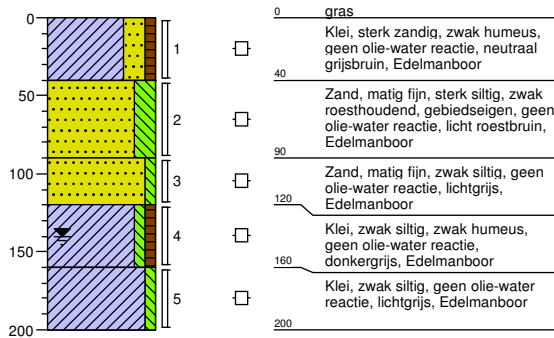 0
50
100
150
200
1
2
3
4
5
0 gras
Klei, sterk zandig, zwak humeus,
geen olie-water reactie, neutraal
grijsbruin, Edelmanboor
40
Zand, matig fijn, sterk siltig, zwak
roesthoudend, gebiedseigen, geen
olie-water reactie, licht roestbruin,
Edelmanboor
90
Zand, matig fijn, zwak siltig, geen
olie-water reactie, lichtgrijs,
Edelmanboor
120
Klei, zwak siltig, zwak humeus,
geen olie-water reactie,
donkergrijs, Edelmanboor
160
Klei, zwak siltig, geen olie-water
reactie, lichtgrijs, Edelmanboor
200